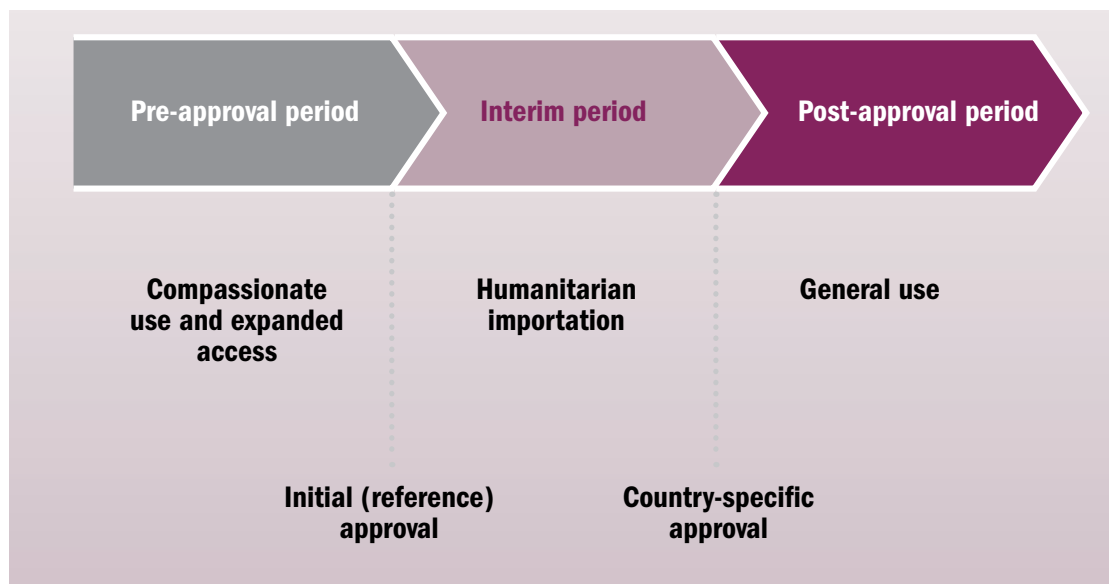 Pre-approval period
Interim period
Post-approval period
Compassionate
use and expanded
access
Humanitarian
importation
General use
Initial (reference)
approval
Country-specific
approval